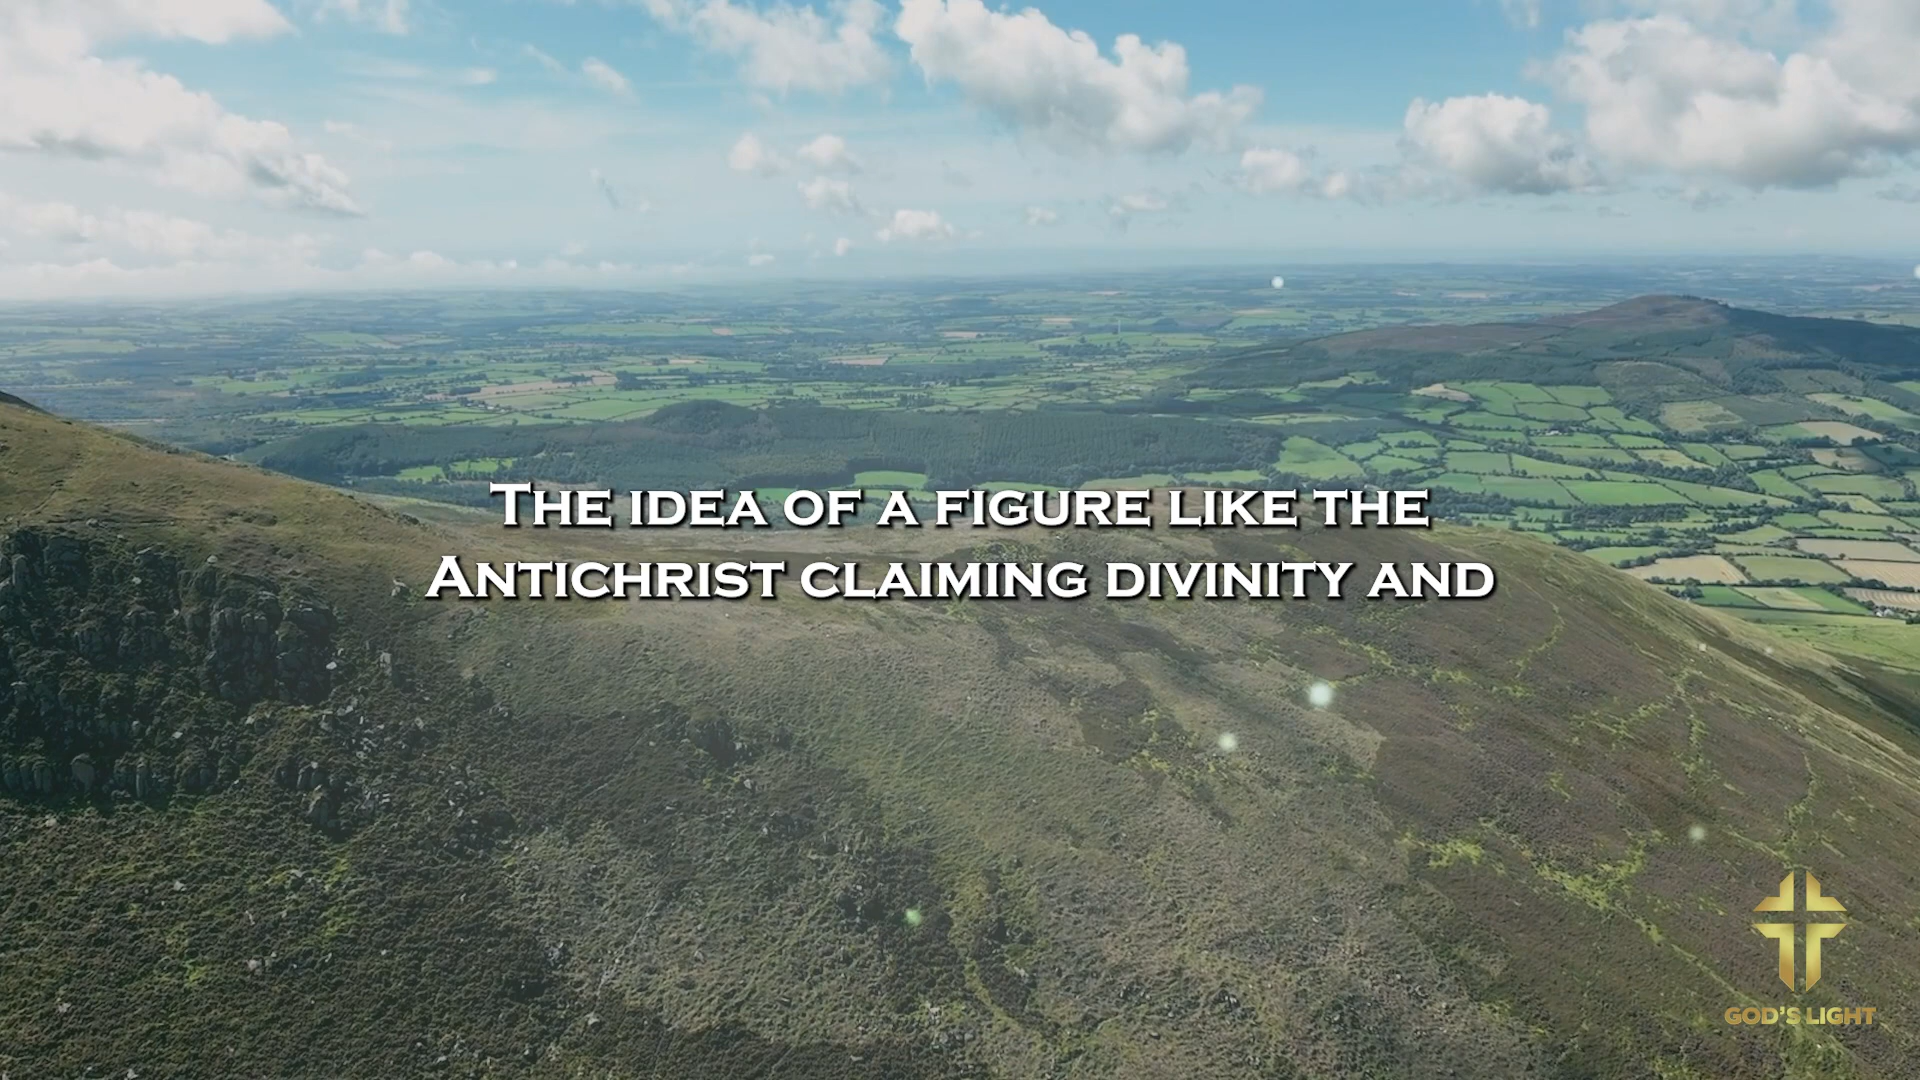 The idea of a figure like the
Antichrist claiming divinity and
GOD'S LIGHT